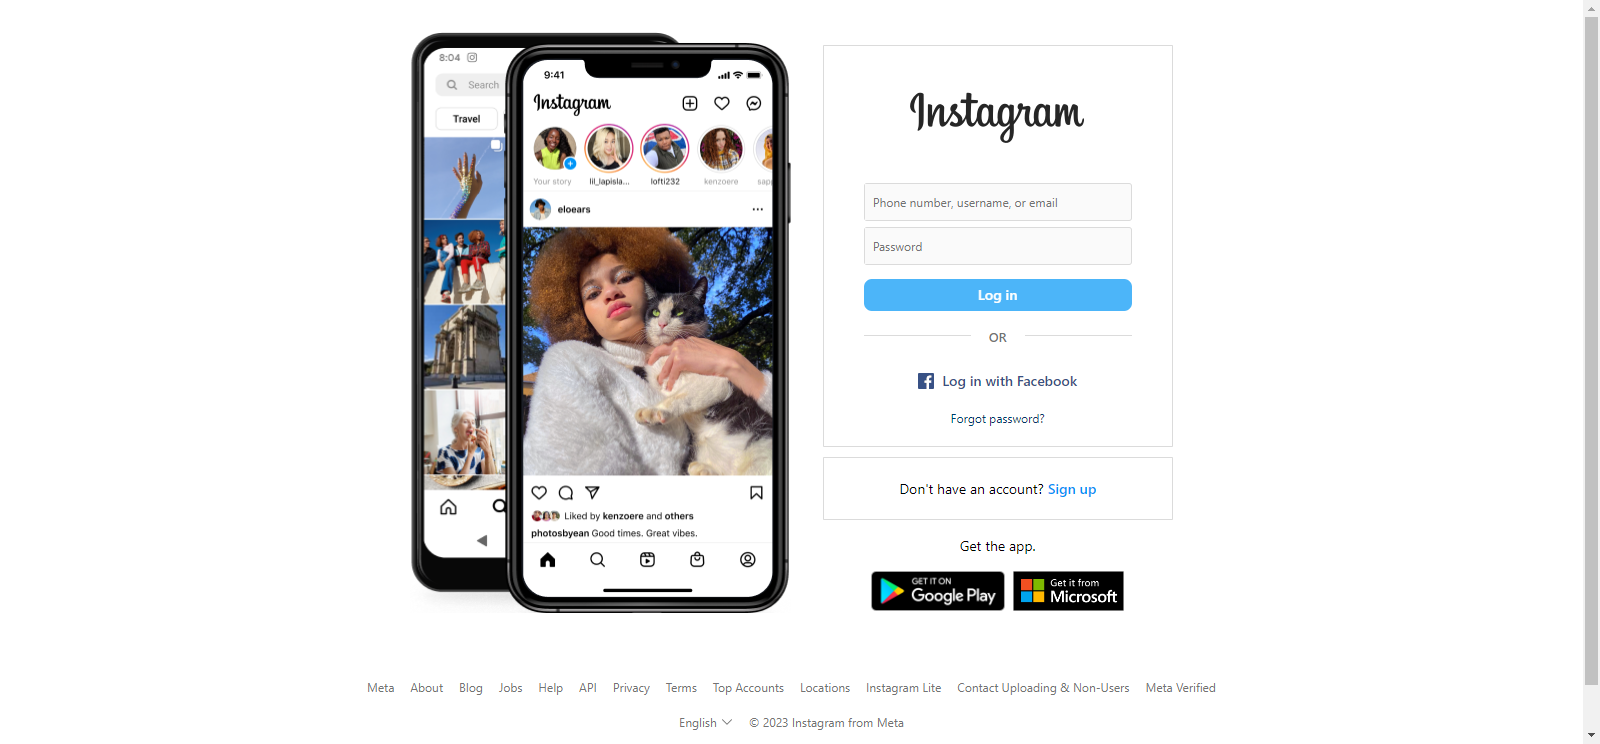 8:04
Search
Travel
9:41
Instagram
Your story
lil_lapisla...
lofti232
kenzoere
sapp
eloears
Liked by kenzoere and others
photosbyean Good times. Great vibes.
Instagram
Phone number, username, or email
Password
Log in
OR
Log in with Facebook
Forgot password?
Don't have an account? Sign up
Get the app.
GET IT ON
Google Play
Get it from
Microsoft
Meta About Blog Jobs Help API Privacy Terms Top Accounts Locations Instagram Lite Contact Uploading & Non-Users Meta Verified
English © 2023 Instagram from Meta